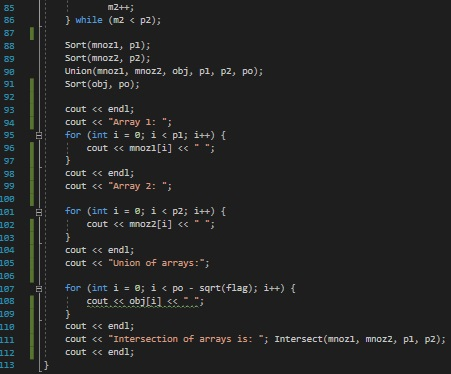 85 m2++;
86 } while (m2 < p2);
87
88 Sort(mnoz1, p1);
89 Sort(mnoz2, p2);
90 Union(mnoz1, mnoz2, obj, p1, p2, po);
91 Sort(obj, po);
92
93 cout << endl;
94 cout << "Array 1: ";
95 for (int i = 0; i < p1; i++) {
96 cout << mnoz1[i] << " ";
97 }
98 cout << endl;
99 cout << "Array 2: ";
100
101 for (int i = 0; i < p2; i++) {
102 cout << mnoz2[i] << " ";
103 }
104 cout << endl;
105 cout << "Union of arrays:";
106
107 for (int i = 0; i < po - sqrt(flag); i++) {
108 cout << obj[i] << " ";
109 }
110 cout << endl;
111 cout << "Intersection of arrays is: "; Intersect(mnoz1, mnoz2, p1, p2);
112 cout << endl;
113 }